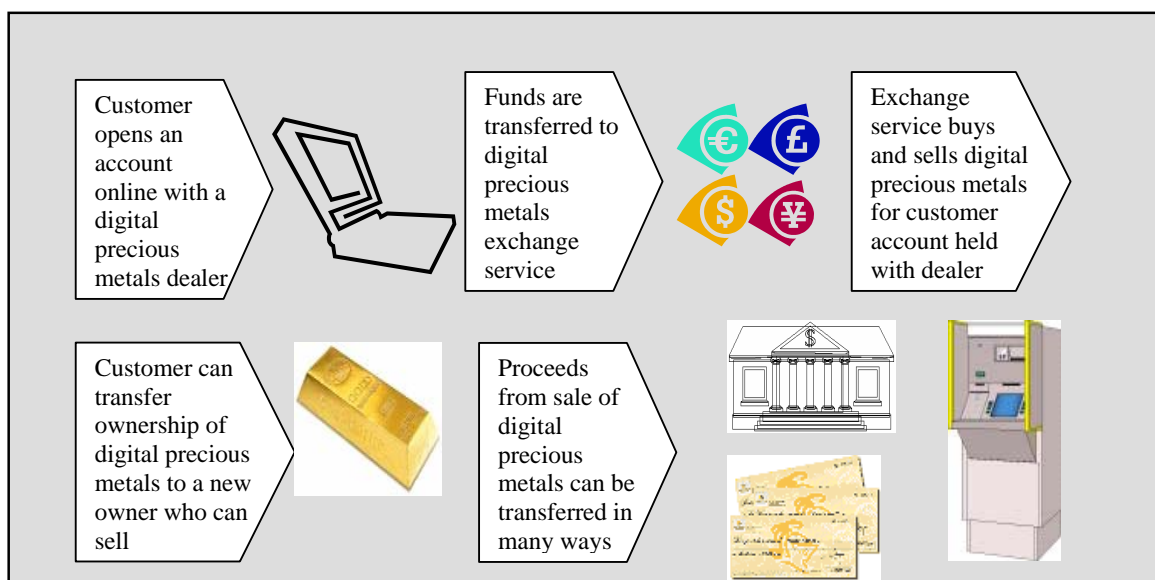 Customer
opens an
account
online with a
digital
precious
metals dealer
Funds are
transferred to
digital
precious
metals
exchange
service
€ £
$ ¥
Exchange
service buys
and sells digital
precious metals
for customer
account held
with dealer
Customer can
transfer
ownership of
digital precious
metals to a new
owner who can
sell
GOLD
Proceeds
from sale of
digital
precious
metals can be
transferred in
many ways
$